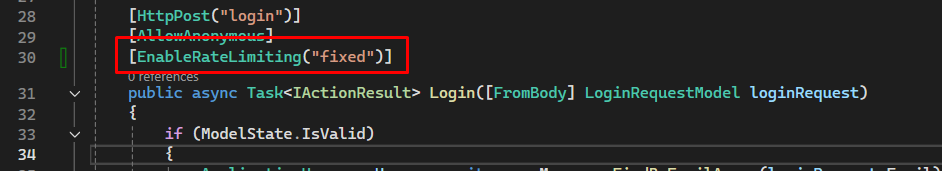 28 [HttpPost("login")]
29 [AllowAnonymous]
30 [EnableRateLimiting("fixed")]
0 references
31 public async Task<IActionResult> Login([FromBody] LoginRequestModel loginRequest)
32 {
33 if (ModelState.IsValid)
34 {